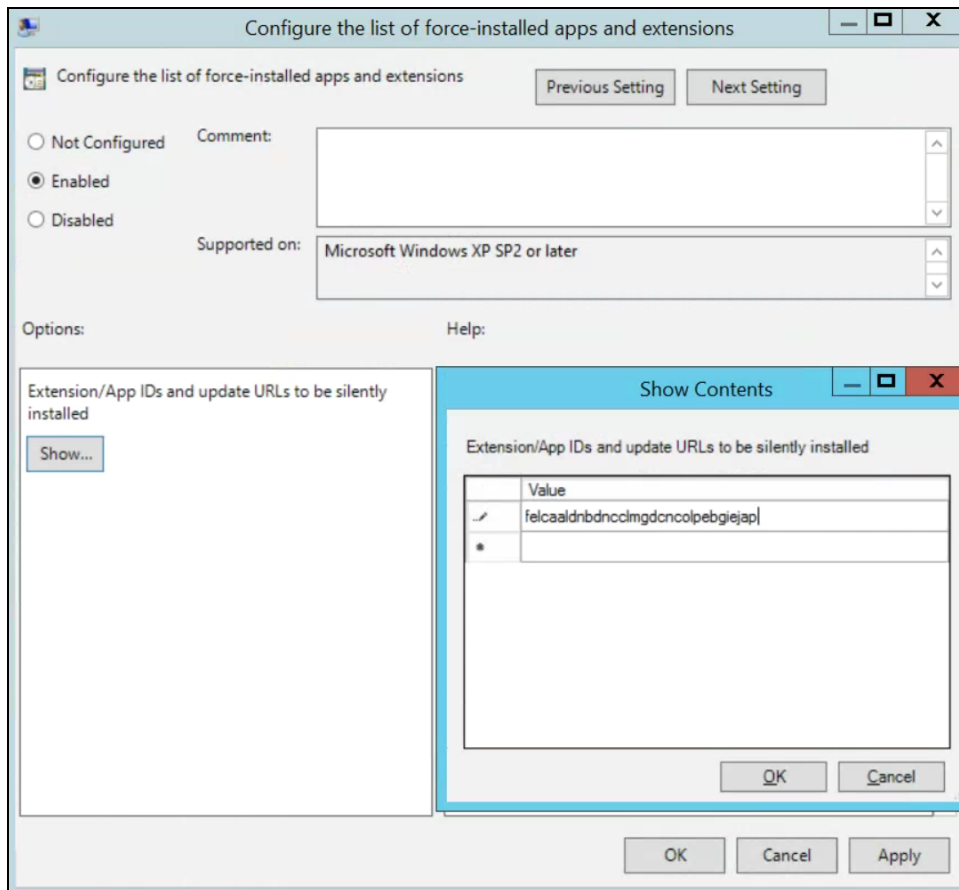 Configure the list of force-installed apps and extensions
Configure the list of force-installed apps and extensions
Previous Setting
Next Setting
Not Configured
Comment:
Enabled
Disabled
Supported on:
Microsoft Windows XP SP2 or later
Options:
Help:
Extension/App IDs and update URLs to be silently
installed
Show...
Show Contents
Extension/App IDs and update URLs to be silently installed
Value
felcaaldnbdncclmgdcncolpebgiejap
OK
Cancel
OK
Cancel
Apply